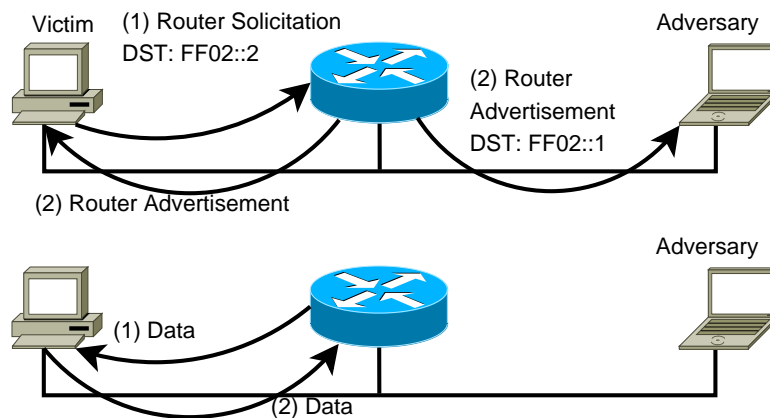 Victim
(1) Router Solicitation
DST: FF02::2
Adversary
(2) Router
Advertisement
DST: FF02::1
(2) Router Advertisement
Adversary
(1) Data
(2) Data